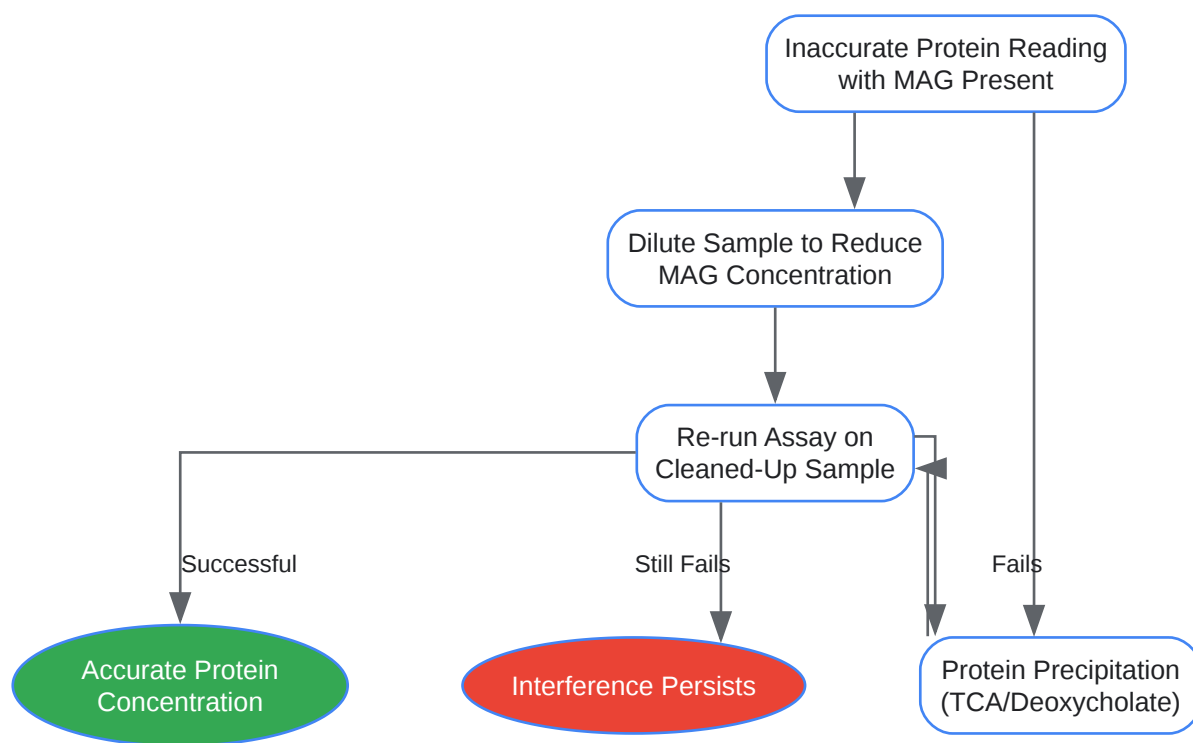 Inaccurate Protein Reading
with MAG Present
Dilute Sample to Reduce
MAG Concentration
Re-run Assay on
Cleaned-Up Sample
Successful
Still Fails
Fails
Accurate Protein
Concentration
Interference Persists
Protein Precipitation
(TCA/Deoxycholate)